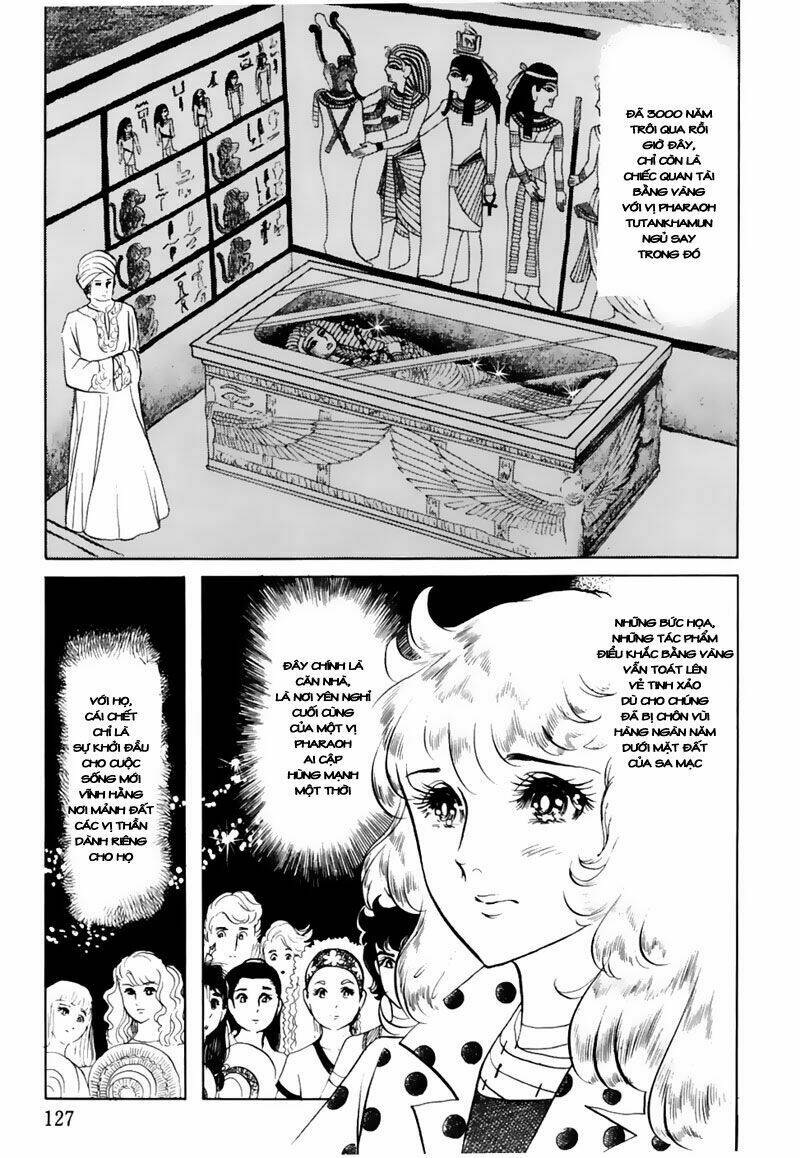 ĐÃ 3000 NĂM
TRÔI QUA RỒI
GIỜ ĐÂY,
CHỈ CÒN LÀ
CHIẾC QUAN TÀI
BẰNG VÀNG
VỚI VỊ PHARAOH
TUTANKHAMUN
NGỦ SAY
TRONG ĐÓ
NHỮNG BỨC HỌA,
NHỮNG TÁC PHẨM
ĐIỀU KHẮC BẰNG VÀNG
VẪN TOÁT LÊN
VẺ TINH XẢO
DÙ CHO CHÚNG
ĐÃ BỊ CHÔN VÙI
HÀNG NGÀN NĂM
DƯỚI MẶT ĐẤT
CỦA SA MẠC
ĐÂY CHÍNH LÀ
CĂN NHÀ,
LÀ NƠI YÊN NGHỈ
CUỐI CÙNG
CỦA MỘT VỊ
PHARAOH
AI CẬP
HÙNG MẠNH
MỘT THỜI
VỚI HỌ,
CÁI CHẾT
CHỈ LÀ
SỰ KHỞI ĐẦU
CHO CUỘC
SỐNG MỚI
VĨNH HẰNG
NƠI MẢNH ĐẤT
CÁC VỊ THẦN
DÀNH RIÊNG
CHO HỌ
127